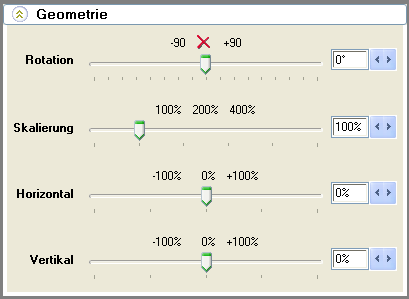 Geometrie
-90 +90
Rotation 0°
100% 200% 400%
Skalierung 100%
-100% 0% +100%
Horizontal 0%
-100% 0% +100%
Vertikal 0%